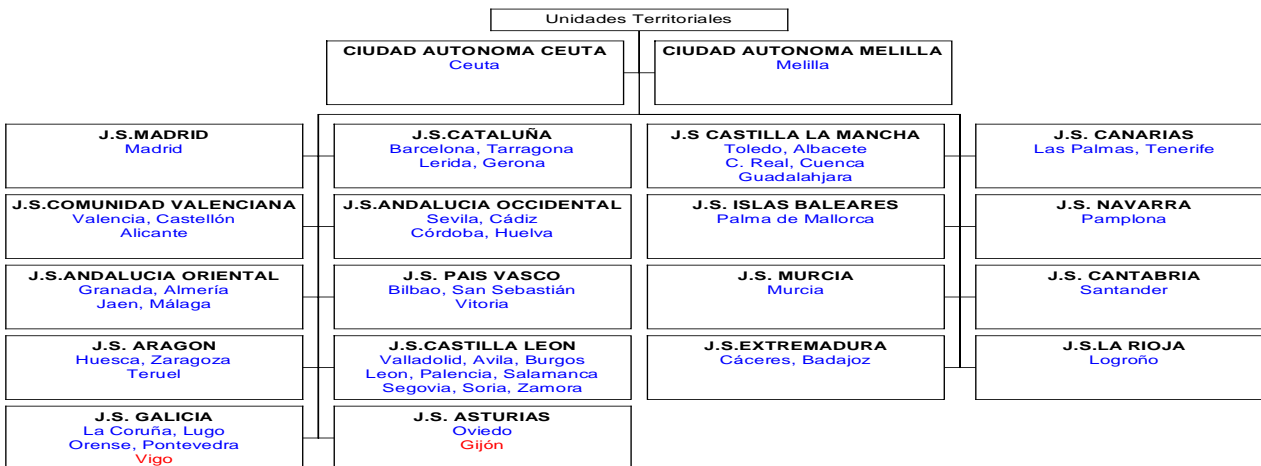 Unidades Territoriales
CIUDAD AUTONOMA CEUTA
Ceuta
CIUDAD AUTONOMA MELILLA
Melilla
J.S.MADRID
Madrid
J.S.CATALUÑA
Barcelona, Tarragona
Lerida, Gerona
J.S CASTILLA LA MANCHA
Toledo, Albacete
C. Real, Cuenca
Guadalahjara
J.S. CANARIAS
Las Palmas, Tenerife
J.S.COMUNIDAD VALENCIANA
Valencia, Castellón
Alicante
J.S.ANDALUCIA OCCIDENTAL
Sevila, Cádiz
Córdoba, Huelva
J.S. ISLAS BALEARES
Palma de Mallorca
J.S. NAVARRA
Pamplona
J.S.ANDALUCIA ORIENTAL
Granada, Almería
Jaen, Málaga
J.S. PAIS VASCO
Bilbao, San Sebastián
Vitoria
J.S. MURCIA
Murcia
J.S. CANTABRIA
Santander
J.S. ARAGON
Huesca, Zaragoza
Teruel
J.S.CASTILLA LEON
Valladolid, Avila, Burgos
Leon, Palencia, Salamanca
Segovia, Soria, Zamora
J.S.EXTREMADURA
Cáceres, Badajoz
J.S.LA RIOJA
Logroño
J.S. GALICIA
La Coruña, Lugo
Orense, Pontevedra
Vigo
J.S. ASTURIAS
Oviedo
Gijón